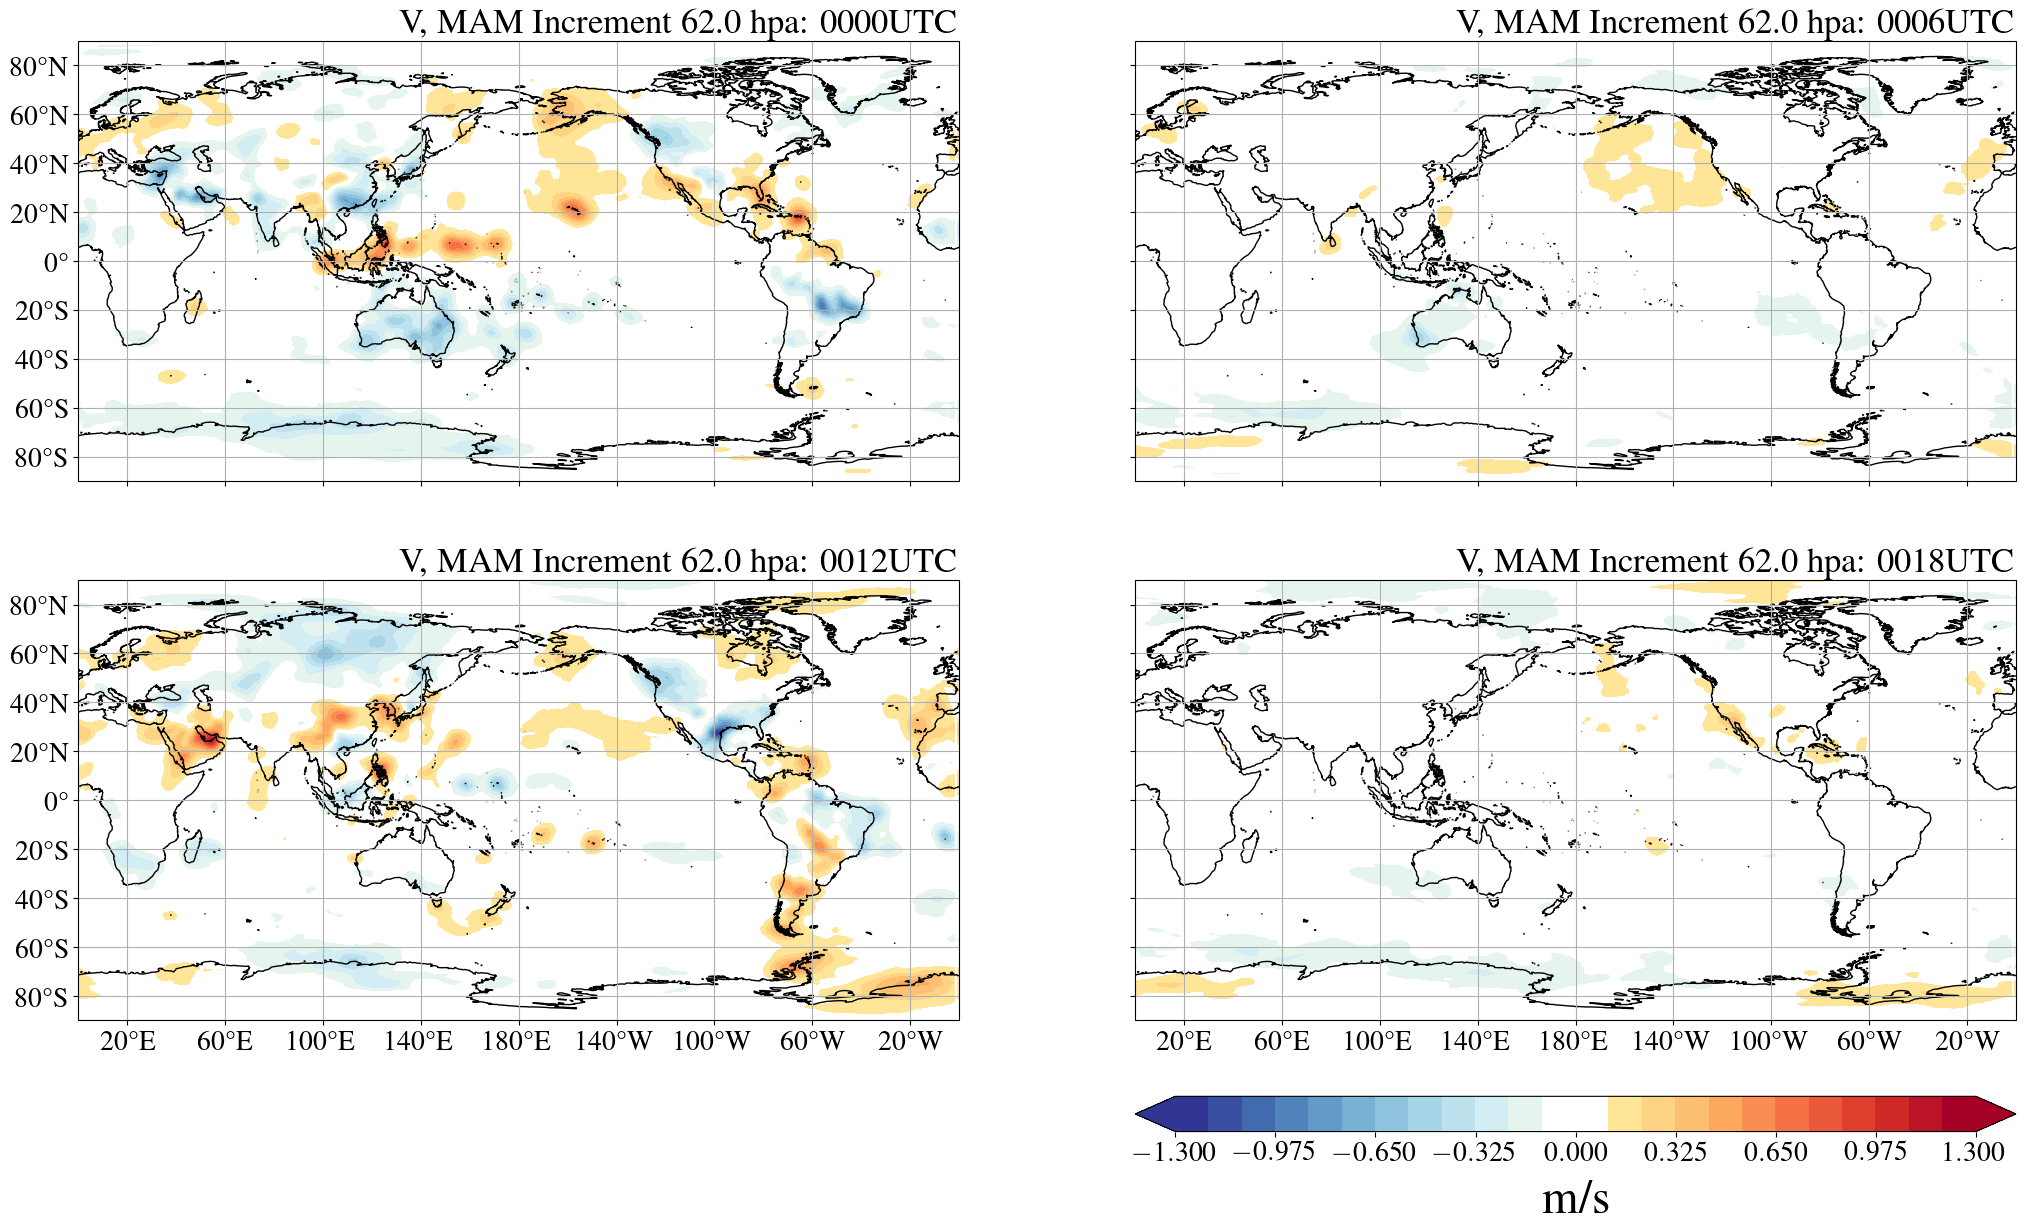 V, MAM Increment 62.0 hpa: 0000UTC
V, MAM Increment 62.0 hpa: 0006UTC
80°N
60°N
40°N
20°N
0°
20°S
40°S
60°S
80°S
V, MAM Increment 62.0 hpa: 0012UTC
V, MAM Increment 62.0 hpa: 0018UTC
80°N
60°N
40°N
20°N
0°
20°S
40°S
60°S
80°S
20°E 60°E 100°E 140°E 180°E 140°W 100°W 60°W 20°W
20°E 60°E 100°E 140°E 180°E 140°W 100°W 60°W 20°W
−1.300 −0.975 −0.650 −0.325 0.000 0.325 0.650 0.975 1.300
m/s